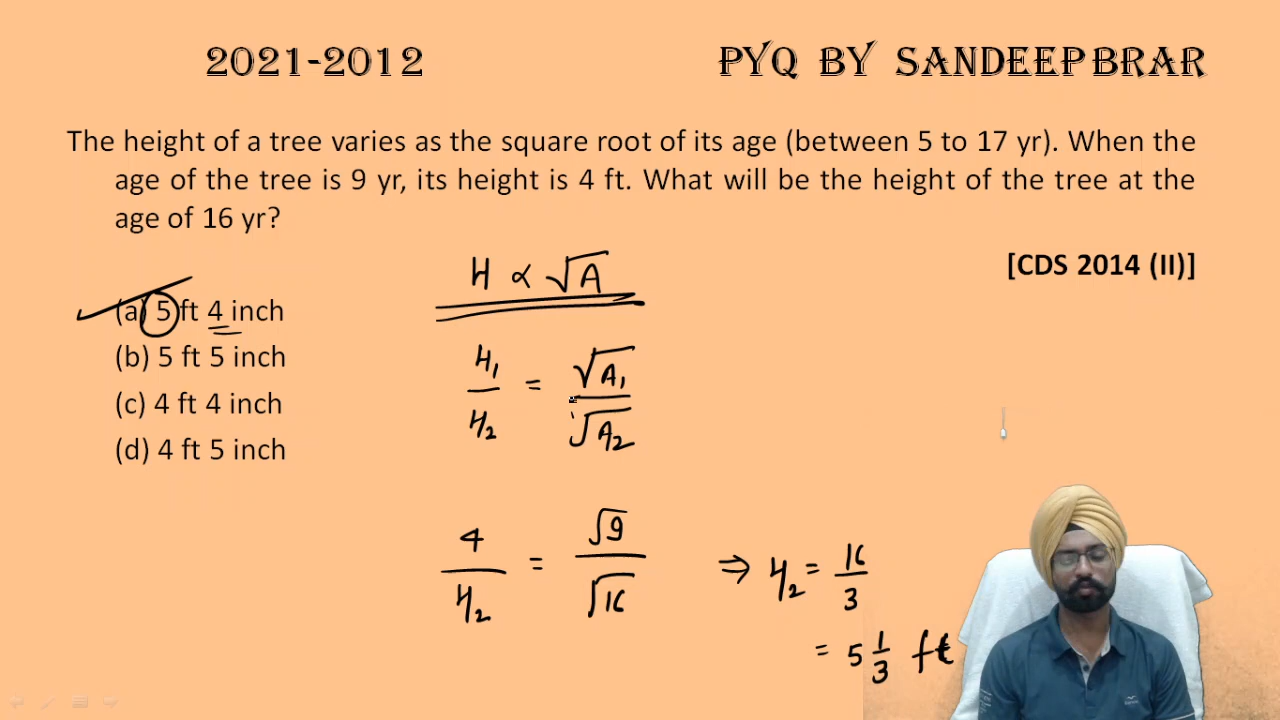 2021-2012
PYQ BY SANDEEP BRAR
The height of a tree varies as the square root of its age (between 5 to 17 yr). When the
age of the tree is 9 yr, its height is 4 ft. What will be the height of the tree at the
age of 16 yr?
[CDS 2014 (II)]
(a) 5 ft 4 inch
(b) 5 ft 5 inch
(c) 4 ft 4 inch
(d) 4 ft 5 inch
H ∝ √A
H₁/H₂ = √A₁/√A₂
4/H₂ = √9/√16 ⇒ H₂ = 16/3
= 5 1/3 ft